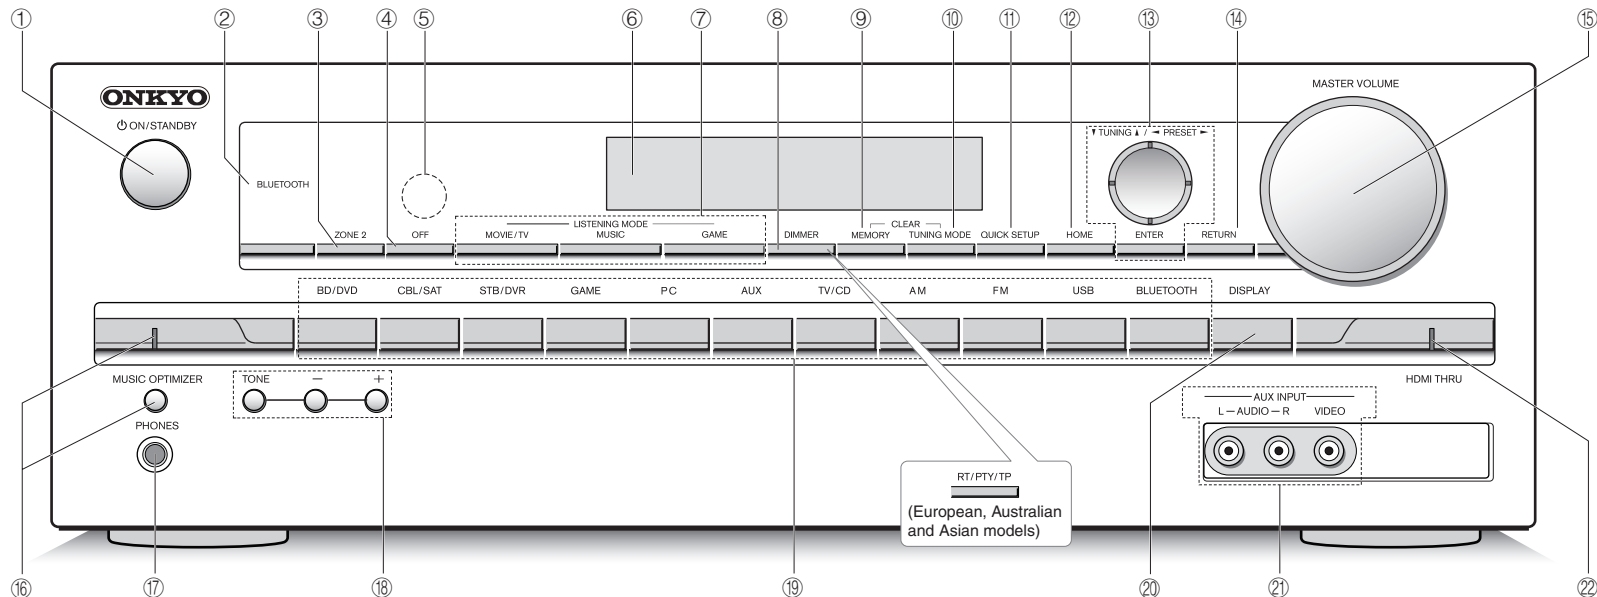 ① ② ③ ④ ⑤ ⑥ ⑦ ⑧ ⑨ ⑩ ⑪ ⑫ ⑬ ⑭ ⑮
ONKYO
ON/STANDBY
MASTER VOLUME
TUNING / PRESET
BLUETOOTH
LISTENING MODE
CLEAR
ZONE 2 OFF MOVIE/TV MUSIC GAME DIMMER MEMORY TUNING MODE QUICK SETUP HOME ENTER RETURN
BD/DVD CBL/SAT STB/DVR GAME PC AUX TV/CD AM FM USB BLUETOOTH DISPLAY
MUSIC OPTIMIZER
TONE − +
HDMI THRU
AUX INPUT
L − AUDIO − R VIDEO
PHONES
RT/PTY/TP
(European, Australian
and Asian models)
⑯ ⑰ ⑱ ⑲ ⑳ ㉑ ㉒